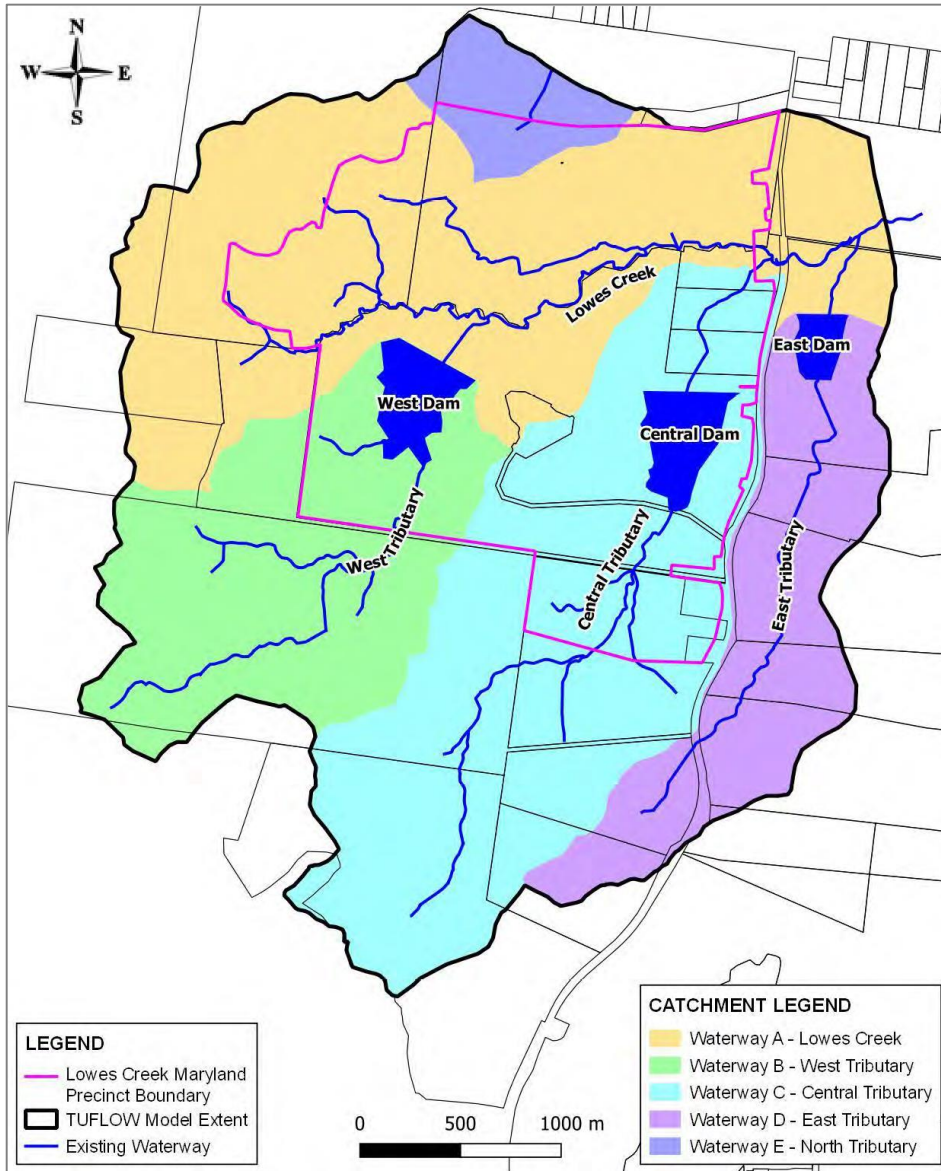 N
W E
S
Lowes Creek
West Dam
East Dam
Central Dam
West Tributary
Central Tributary
East Tributary
LEGEND
Lowes Creek Maryland
Precinct Boundary
TUFLOW Model Extent
Existing Waterway
0 500 1000 m
CATCHMENT LEGEND
Waterway A - Lowes Creek
Waterway B - West Tributary
Waterway C - Central Tributary
Waterway D - East Tributary
Waterway E - North Tributary